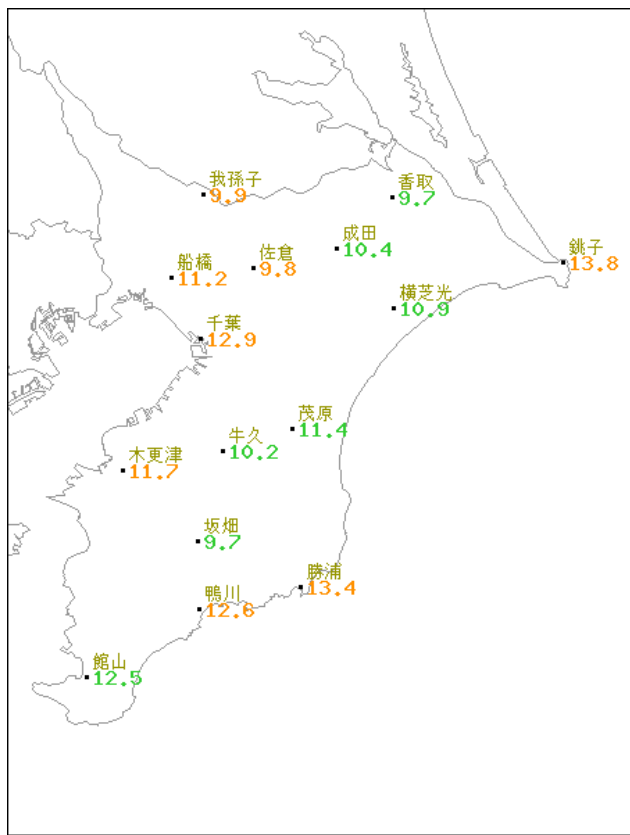 我孫子
9.9
香取
9.7
成田
10.4
銚子
13.8
佐倉
9.8
船橋
11.2
横芝光
10.9
千葉
12.9
茂原
11.4
牛久
10.2
木更津
11.7
坂畑
9.7
勝浦
13.4
鴨川
12.6
館山
12.5